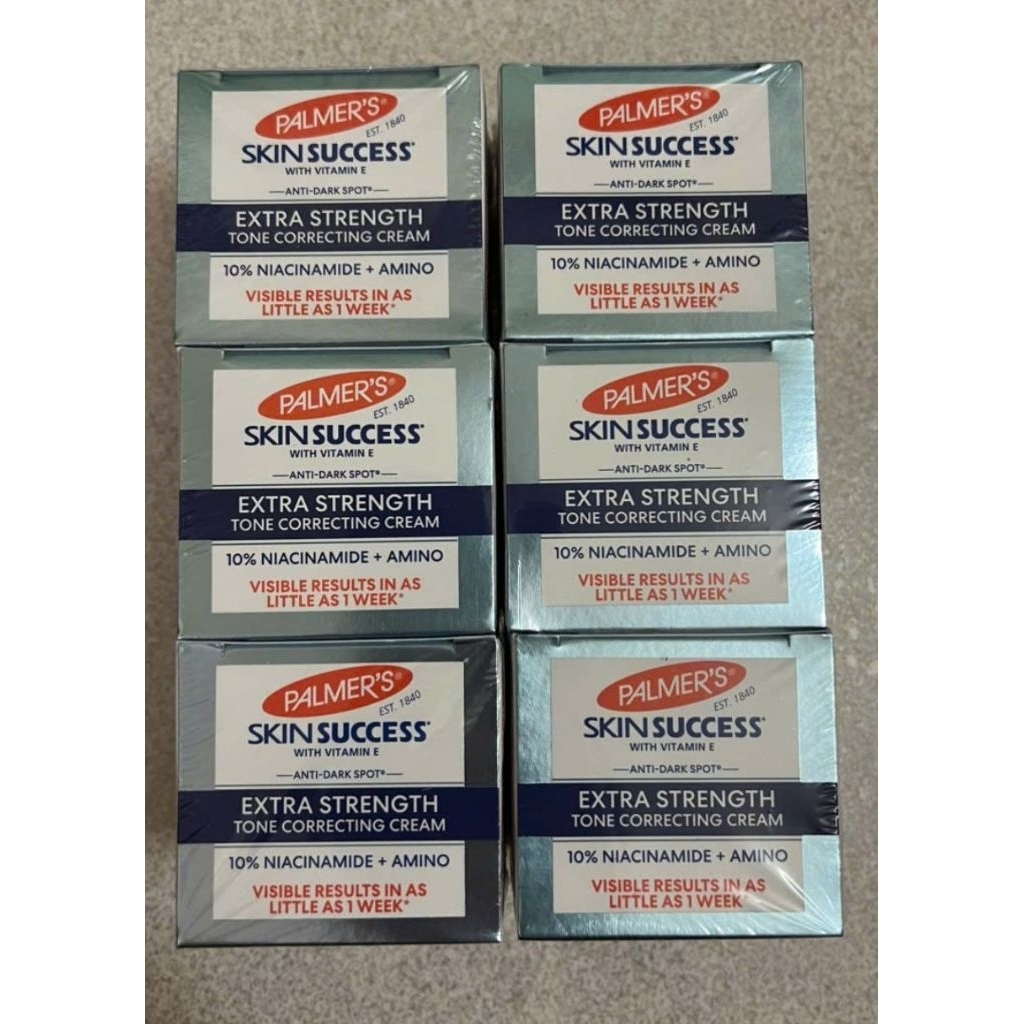 PALMER'S®
EST. 1840
SKIN SUCCESS®
WITH VITAMIN E
ANTI-DARK SPOT®
EXTRA STRENGTH
TONE CORRECTING CREAM
10% NIACINAMIDE + AMINO
VISIBLE RESULTS IN AS
LITTLE AS 1 WEEK*
PALMER'S®
EST. 1840
SKIN SUCCESS®
WITH VITAMIN E
ANTI-DARK SPOT®
EXTRA STRENGTH
TONE CORRECTING CREAM
10% NIACINAMIDE + AMINO
VISIBLE RESULTS IN AS
LITTLE AS 1 WEEK*
PALMER'S®
EST. 1840
SKIN SUCCESS®
WITH VITAMIN E
ANTI-DARK SPOT®
EXTRA STRENGTH
TONE CORRECTING CREAM
10% NIACINAMIDE + AMINO
VISIBLE RESULTS IN AS
LITTLE AS 1 WEEK*
PALMER'S®
EST. 1840
SKIN SUCCESS®
WITH VITAMIN E
ANTI-DARK SPOT®
EXTRA STRENGTH
TONE CORRECTING CREAM
10% NIACINAMIDE + AMINO
VISIBLE RESULTS IN AS
LITTLE AS 1 WEEK*
PALMER'S®
EST. 1840
SKIN SUCCESS®
WITH VITAMIN E
ANTI-DARK SPOT®
EXTRA STRENGTH
TONE CORRECTING CREAM
10% NIACINAMIDE + AMINO
VISIBLE RESULTS IN AS
LITTLE AS 1 WEEK*
PALMER'S®
EST. 1840
SKIN SUCCESS®
WITH VITAMIN E
ANTI-DARK SPOT®
EXTRA STRENGTH
TONE CORRECTING CREAM
10% NIACINAMIDE + AMINO
VISIBLE RESULTS IN AS
LITTLE AS 1 WEEK*